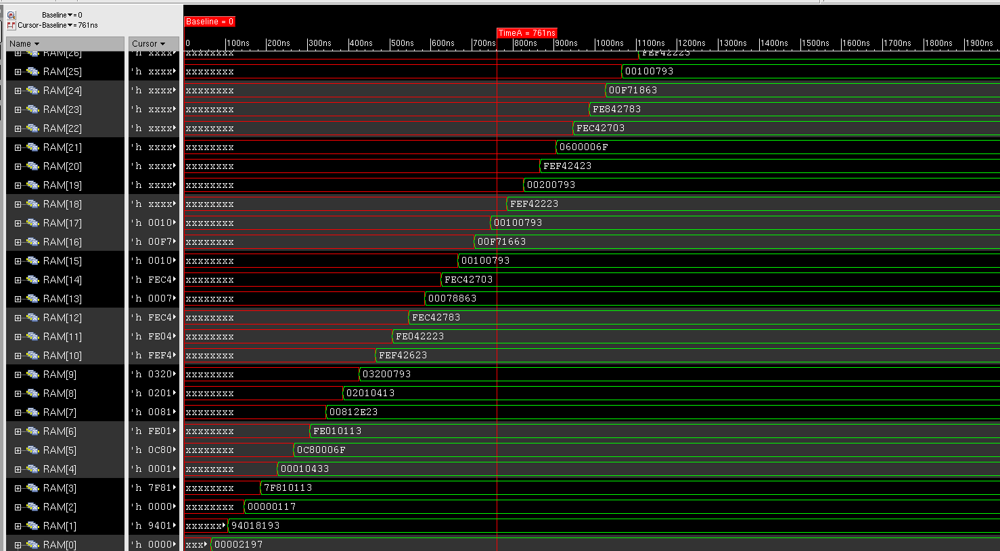 Baseline▼= 0
Cursor-Baseline▼= 761ns
Baseline = 0
TimeA = 761ns
Name ▼ Cursor ▼ 0 100ns 200ns 300ns 400ns 500ns 600ns 700ns 800ns 900ns 1000ns 1100ns 1200ns 1300ns 1400ns 1500ns 1600ns 1700ns 1800ns 1900ns
RAM[26] 'h xxxx xxxxxxxx FEF42223
RAM[25] 'h xxxx xxxxxxxx 00100793
RAM[24] 'h xxxx xxxxxxxx 00F71863
RAM[23] 'h xxxx xxxxxxxx FE842783
RAM[22] 'h xxxx xxxxxxxx FEC42703
RAM[21] 'h xxxx xxxxxxxx 0600006F
RAM[20] 'h xxxx xxxxxxxx FEF42423
RAM[19] 'h xxxx xxxxxxxx 00200793
RAM[18] 'h xxxx xxxxxxxx FEF42223
RAM[17] 'h 0010 xxxxxxxx 00100793
RAM[16] 'h 00F7 xxxxxxxx 00F71663
RAM[15] 'h 0010 xxxxxxxx 00100793
RAM[14] 'h FEC4 xxxxxxxx FEC42703
RAM[13] 'h 0007 xxxxxxxx 00078863
RAM[12] 'h FEC4 xxxxxxxx FEC42783
RAM[11] 'h FE04 xxxxxxxx FE042223
RAM[10] 'h FEF4 xxxxxxxx FEF42623
RAM[9] 'h 0320 xxxxxxxx 03200793
RAM[8] 'h 0201 xxxxxxxx 02010413
RAM[7] 'h 0081 xxxxxxxx 00812E23
RAM[6] 'h FE01 xxxxxxxx FE010113
RAM[5] 'h 0C80 xxxxxxxx 0C80006F
RAM[4] 'h 0001 xxxxxxxx 00010433
RAM[3] 'h 7F81 xxxxxxxx 7F810113
RAM[2] 'h 0000 xxxxxxxx 00000117
RAM[1] 'h 9401 xxxxxx 94018193
RAM[0] 'h 0000 xxx 00002197